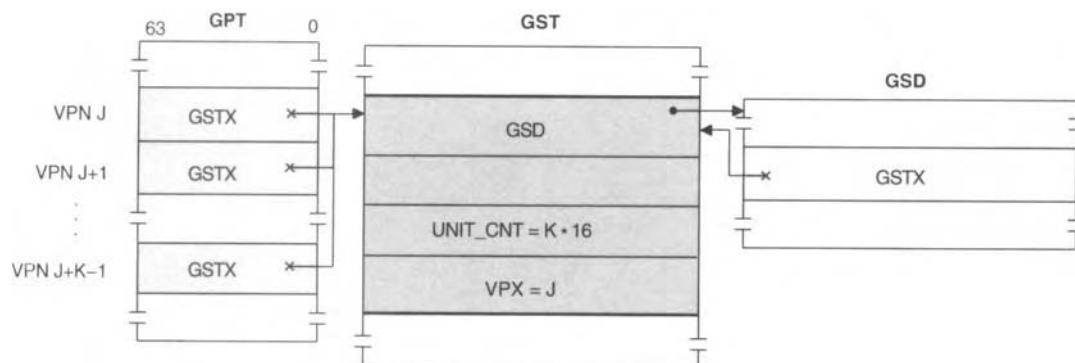 GPT
63 0
VPN J
GSTX
VPN J+1
GSTX
.
.
.
VPN J+K−1
GSTX
GST
GSD
UNIT_CNT = K * 16
VPX = J
GSD
GSTX